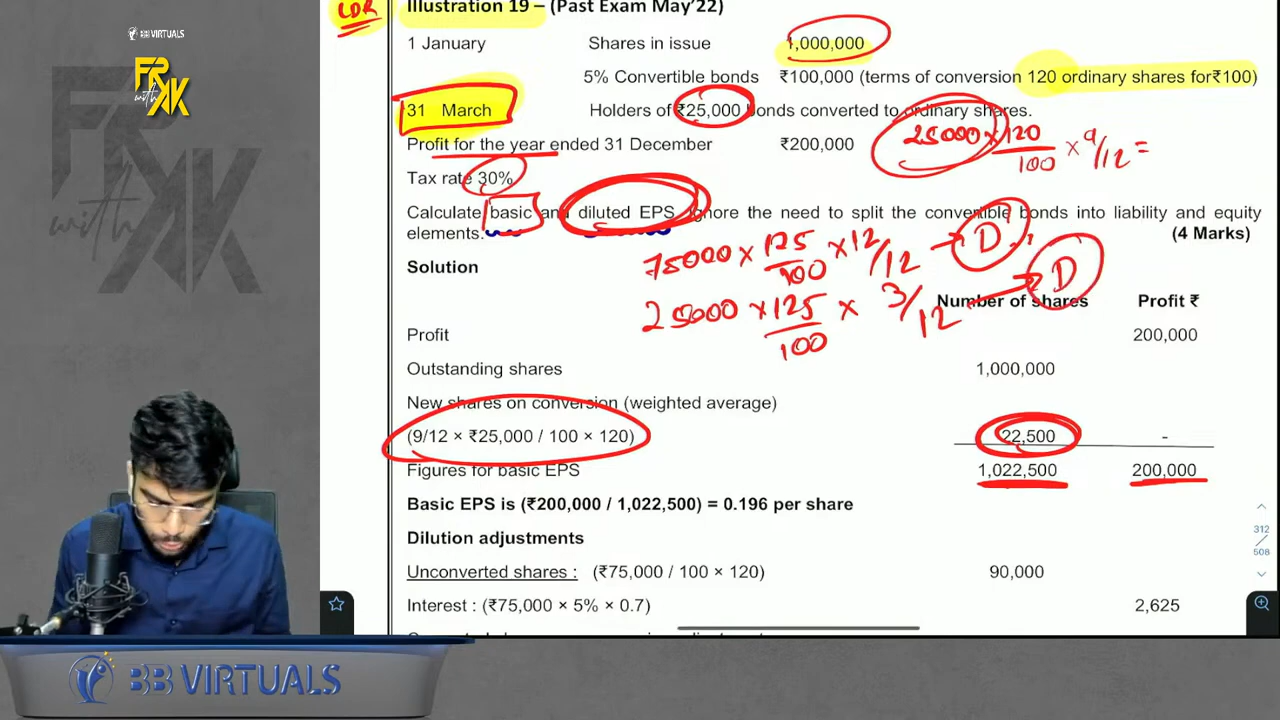 BB VIRTUALS
FR
with
AK
LDR
Illustration 19 – (Past Exam May'22)
1 January Shares in issue 1,000,000
5% Convertible bonds ₹100,000 (terms of conversion 120 ordinary shares for₹100)
31 March Holders of ₹25,000 bonds converted to ordinary shares.
25000 × 120/100 × 9/12 =
Profit for the year ended 31 December ₹200,000
Tax rate 30%
Calculate basic and diluted EPS. Ignore the need to split the convertible bonds into liability and equity
elements. (4 Marks)
75000 × 125/100 × 12/12 → D
Solution
25000 × 125/100 × 3/12 → D
Number of shares Profit ₹
Profit 200,000
Outstanding shares 1,000,000
New shares on conversion (weighted average)
(9/12 × ₹25,000 / 100 × 120) 22,500 -
Figures for basic EPS 1,022,500 200,000
Basic EPS is (₹200,000 / 1,022,500) = 0.196 per share
Dilution adjustments
Unconverted shares : (₹75,000 / 100 × 120) 90,000
Interest : (₹75,000 × 5% × 0.7) 2,625
312
/
508
FR
with
AK
BB VIRTUALS